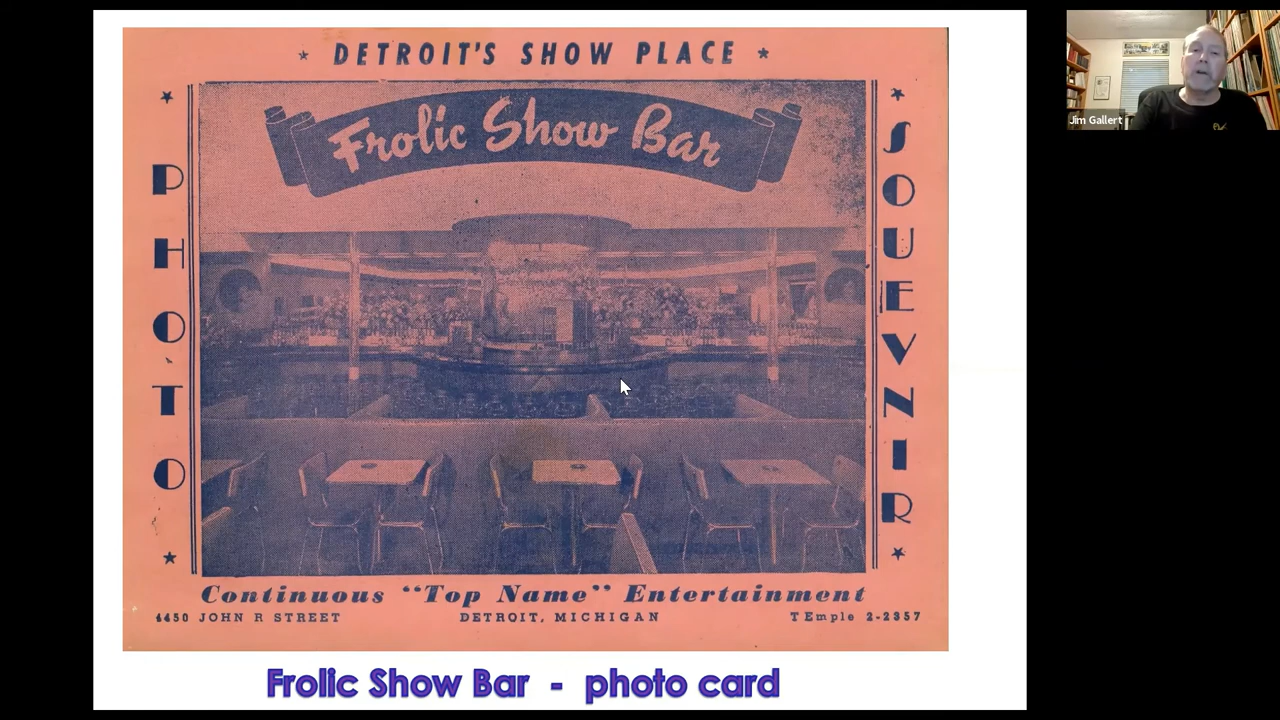 ★ DETROIT'S SHOW PLACE ★
Frolic Show Bar
PHOTO
SOUEVNIR
Continuous “Top Name” Entertainment
4450 JOHN R STREET DETROIT, MICHIGAN TEmple 2-2357
Frolic Show Bar - photo card
Jim Gallert